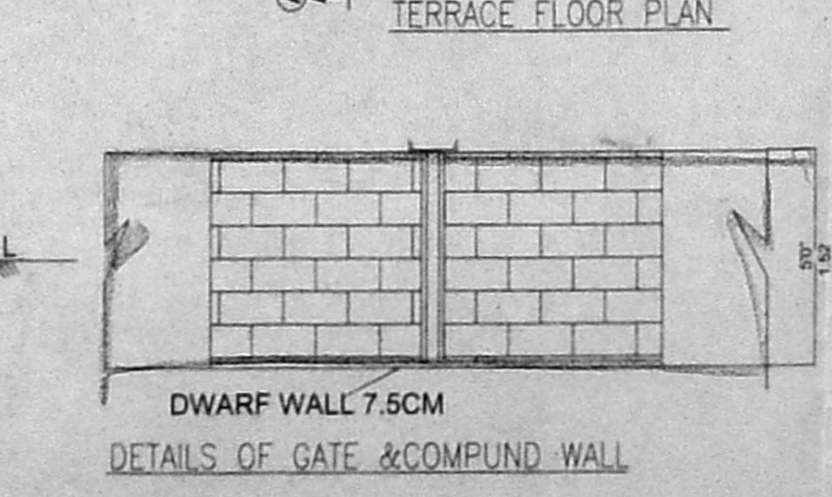 TERRACE FLOOR PLAN
L
5'0"
1.52
DWARF WALL 7.5CM
DETAILS OF GATE &COMPUND WALL